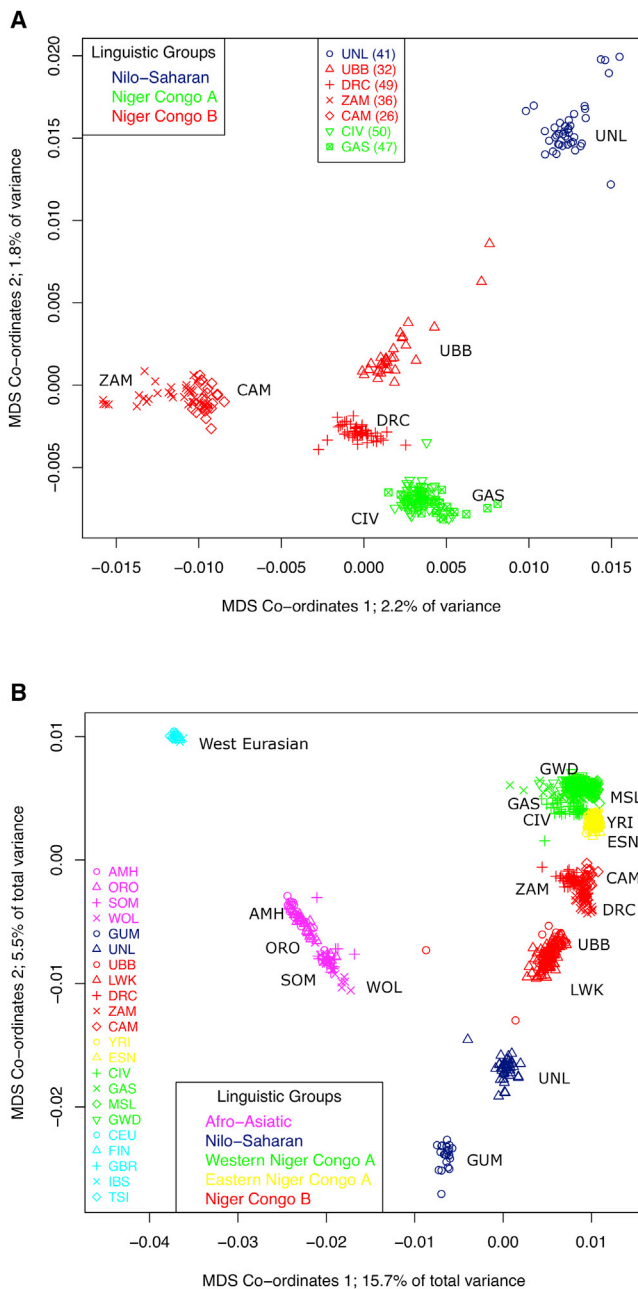 A
Linguistic Groups
Nilo−Saharan
Niger Congo A
Niger Congo B
UNL (41)
UBB (32)
DRC (49)
ZAM (36)
CAM (26)
CIV (50)
GAS (47)
UNL
UBB
ZAM
CAM
DRC
GAS
CIV
0.020
0.015
0.010
0.005
0.000
−0.005
MDS Co−ordinates 2; 1.8% of variance
−0.015
−0.010
−0.005
0.000
0.005
0.010
0.015
MDS Co−ordinates 1; 2.2% of variance
B
West Eurasian
GWD
MSL
GAS
CIV
YRI
ESN
CAM
ZAM
DRC
UBB
LWK
AMH
ORO
SOM
WOL
UNL
GUM
AMH
ORO
SOM
WOL
GUM
UNL
UBB
LWK
DRC
ZAM
CAM
YRI
ESN
CIV
GAS
MSL
GWD
CEU
FIN
GBR
IBS
TSI
Linguistic Groups
Afro−Asiatic
Nilo−Saharan
Western Niger Congo A
Eastern Niger Congo A
Niger Congo B
0.01
0.00
−0.01
−0.02
MDS Co−ordinates 2; 5.5% of total variance
−0.04
−0.03
−0.02
−0.01
0.00
0.01
MDS Co−ordinates 1; 15.7% of total variance